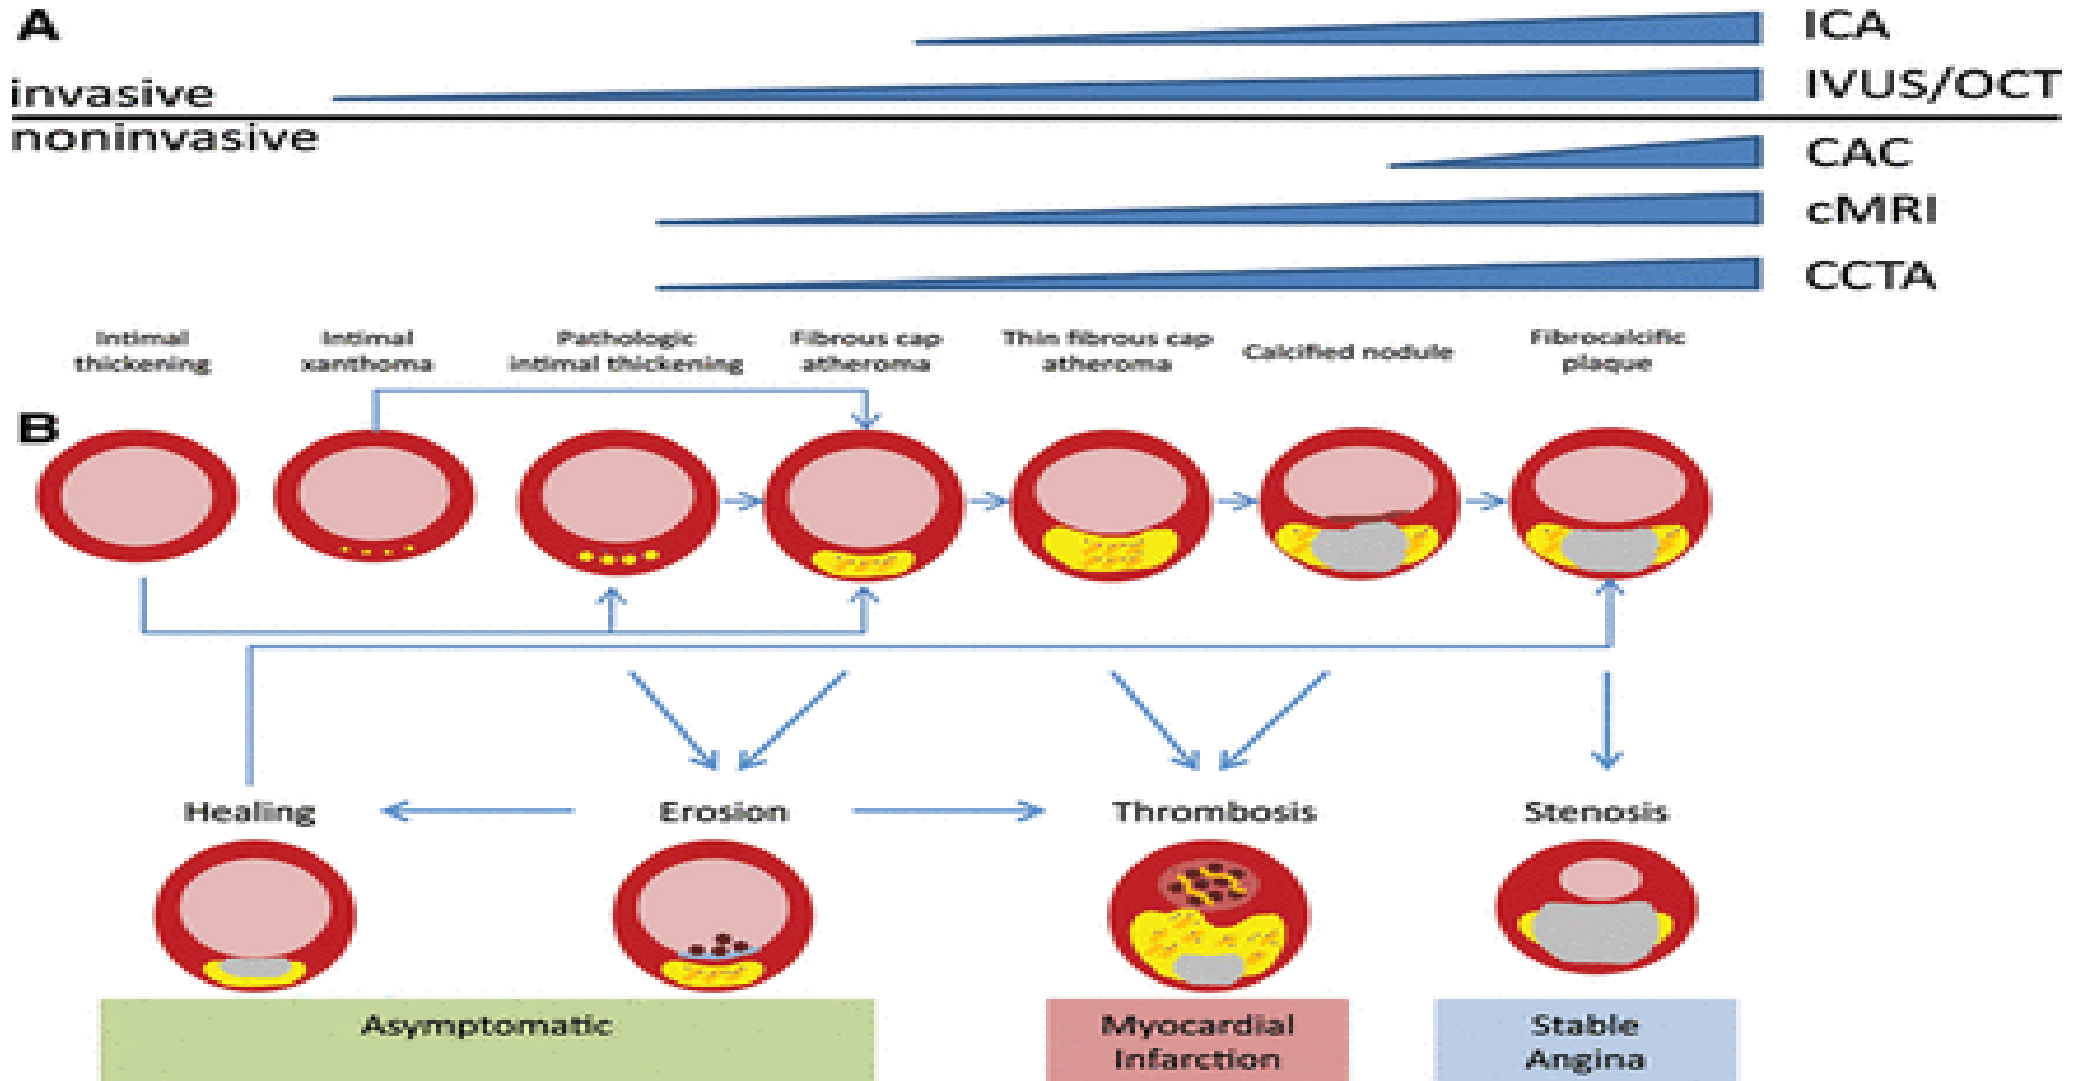 A
ICA
invasive
IVUS/OCT
noninvasive
CAC
cMRI
CCTA
Intimal
thickening
Intimal
xanthoma
Pathologic
intimal thickening
Fibrous cap
atheroma
Thin fibrous cap
atheroma
Calcified nodule
Fibrocalcific
plaque
B
Healing
Erosion
Thrombosis
Stenosis
Asymptomatic
Myocardial
Infarction
Stable
Angina